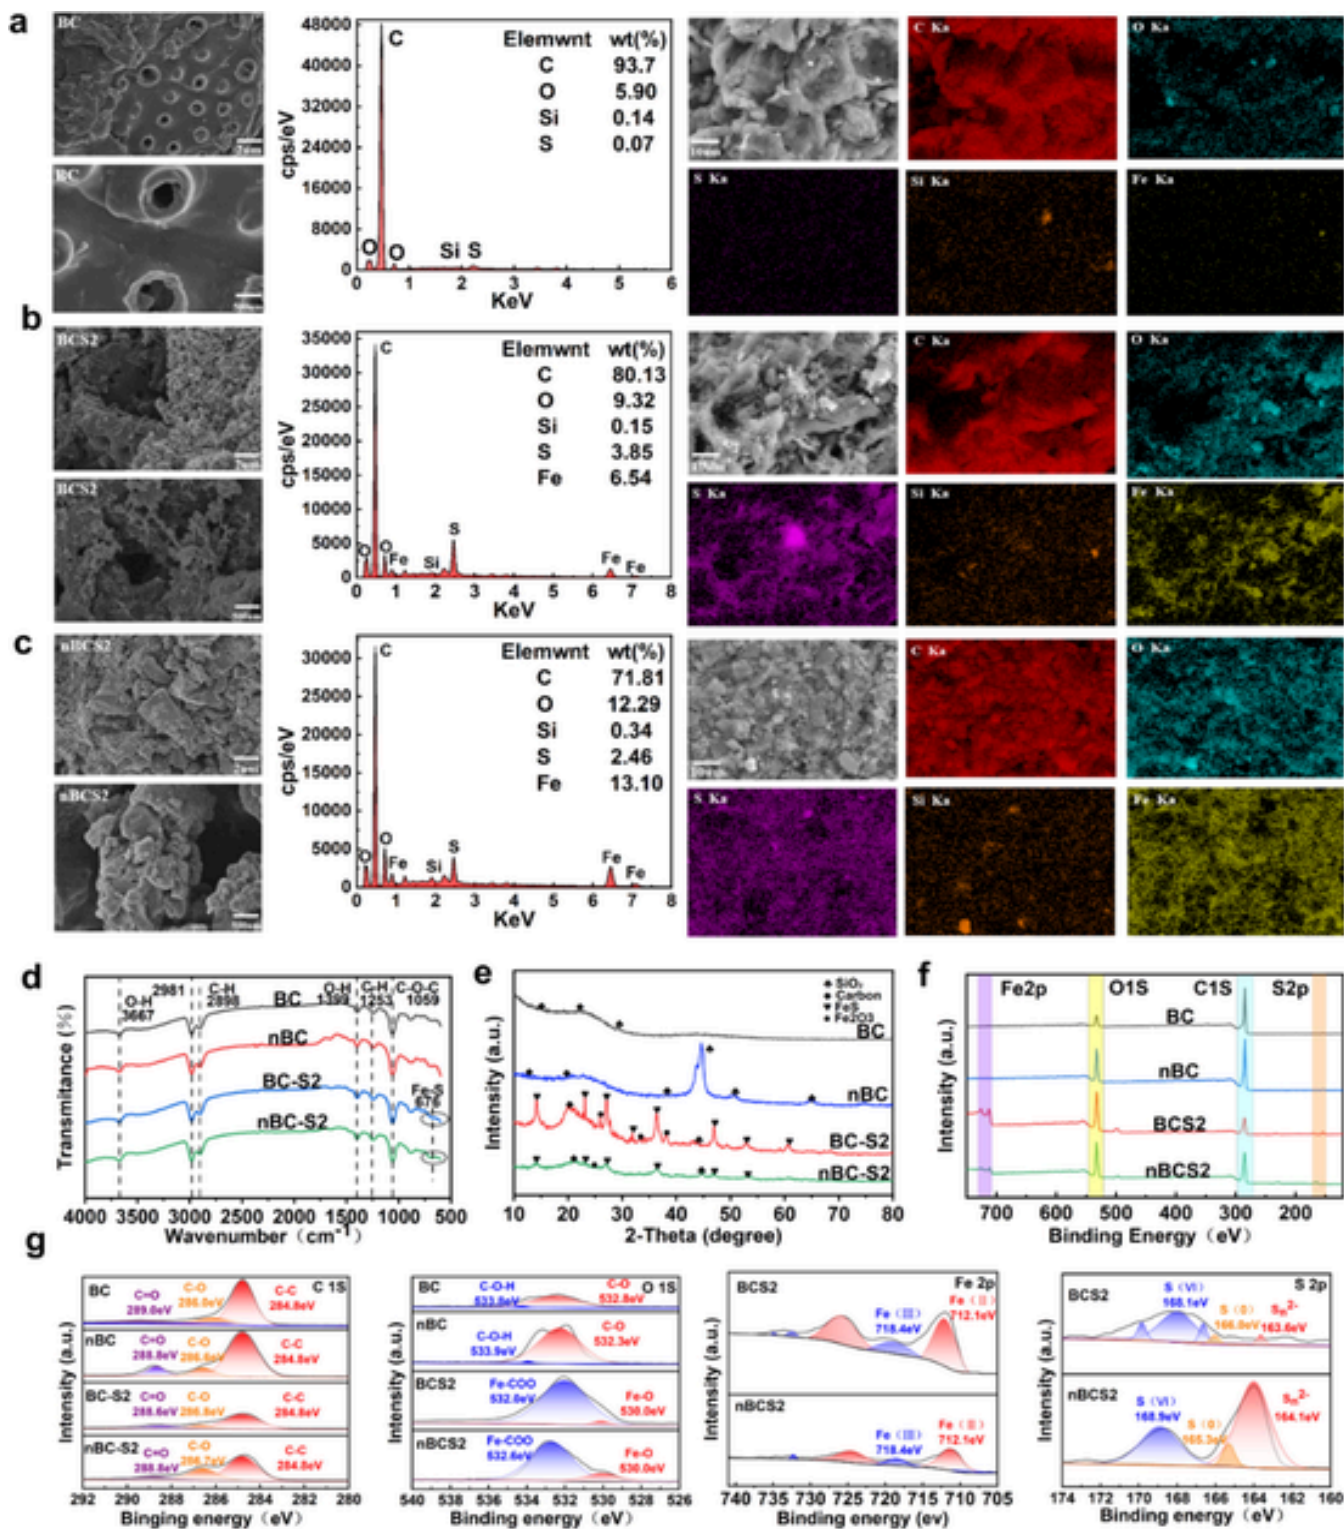 a
BC
BC
cps/eV
48000
40000
32000
24000
16000
8000
0
C
Elemwnt wt(%)
C 93.7
O 5.90
Si 0.14
S 0.07
O O Si S
0 1 2 3 4 5 6
KeV
C Ka
O Ka
S Ka
Si Ka
Fe Ka
b
BCS2
BCS2
cps/eV
35000
30000
25000
20000
15000
10000
5000
0
C
Elemwnt wt(%)
C 80.13
O 9.32
Si 0.15
S 3.85
Fe 6.54
O O Fe Si S Fe Fe
0 1 2 3 4 5 6 7 8
KeV
C Ka
O Ka
S Ka
Si Ka
Fe Ka
c
nBCS2
nBCS2
cps/eV
30000
25000
20000
15000
10000
5000
0
C
Elemwnt wt(%)
C 71.81
O 12.29
Si 0.34
S 2.46
Fe 13.10
O O Fe Si S Fe Fe
0 1 2 3 4 5 6 7 8
KeV
C Ka
O Ka
S Ka
Si Ka
Fe Ka
d
Transmitance (%)
O-H 3667
2981
C-H 2898
O-H 1399
C-H 1253
C-O-C 1059
BC
nBC
BC-S2
nBC-S2
Fe-S 676
4000 3500 3000 2500 2000 1500 1000 500
Wavenumber (cm-1)
e
Intensity (a.u.)
SiO2
Carbon
FeS
Fe2O3
BC
nBC
BC-S2
nBC-S2
10 20 30 40 50 60 70 80
2-Theta (degree)
f
Intensity (a.u.)
Fe2p O1S C1S S2p
BC
nBC
BCS2
nBCS2
700 600 500 400 300 200
Binding Energy (eV)
g
Intensity (a.u.)
C 1S
BC
C=O 289.0eV
C-O 286.0eV
C-C 284.8eV
nBC
C=O 288.8eV
C-O 286.6eV
C-C 284.8eV
BC-S2
C=O 288.6eV
C-O 286.8eV
C-C 284.8eV
nBC-S2
C=O 288.8eV
C-O 286.7eV
C-C 284.8eV
292 290 288 286 284 282 280
Binging energy (eV)
Intensity (a.u.)
O 1S
BC
C-O-H
C-O 532.8eV
nBC
C-O-H 533.9eV
C-O 532.3eV
BCS2
Fe-COO 532.0eV
Fe-O 530.0eV
nBCS2
Fe-COO 532.6eV
Fe-O 530.0eV
540 538 536 534 532 530 528 526
Binding energy (eV)
Intensity (a.u.)
Fe 2p
BCS2
Fe (III) 718.4eV
Fe (II) 712.1eV
nBCS2
Fe (III) 718.4eV
Fe (II) 712.1eV
740 735 730 725 720 715 710 705
Binding energy (ev)
Intensity (a.u.)
S 2p
BCS2
S (VI) 168.1eV
S (0) 166.0eV
Sn2- 163.6eV
nBCS2
S (VI) 168.9eV
S (0) 165.3eV
Sn2- 164.1eV
174 172 170 168 166 164 162 160
Binding energy (eV)